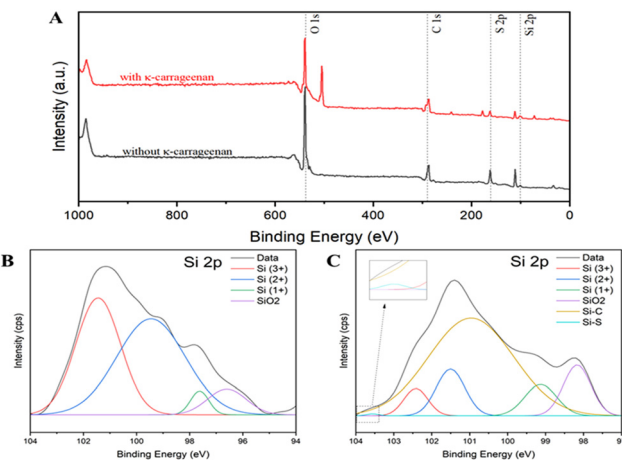 A
O 1s
C 1s
S 2p
Si 2p
with κ-carrageenan
without κ-carrageenan
Intensity (a.u.)
1000
800
600
400
200
0
Binding Energy (eV)
B
Si 2p
Data
Si (3+)
Si (2+)
Si (1+)
SiO2
Intensity (cps)
104
102
100
98
96
94
Binding Energy (eV)
C
Si 2p
Data
Si (3+)
Si (2+)
Si (1+)
SiO2
Si-C
Si-S
Intensity (cps)
104
103
102
101
100
99
98
9
Binding Energy (eV)